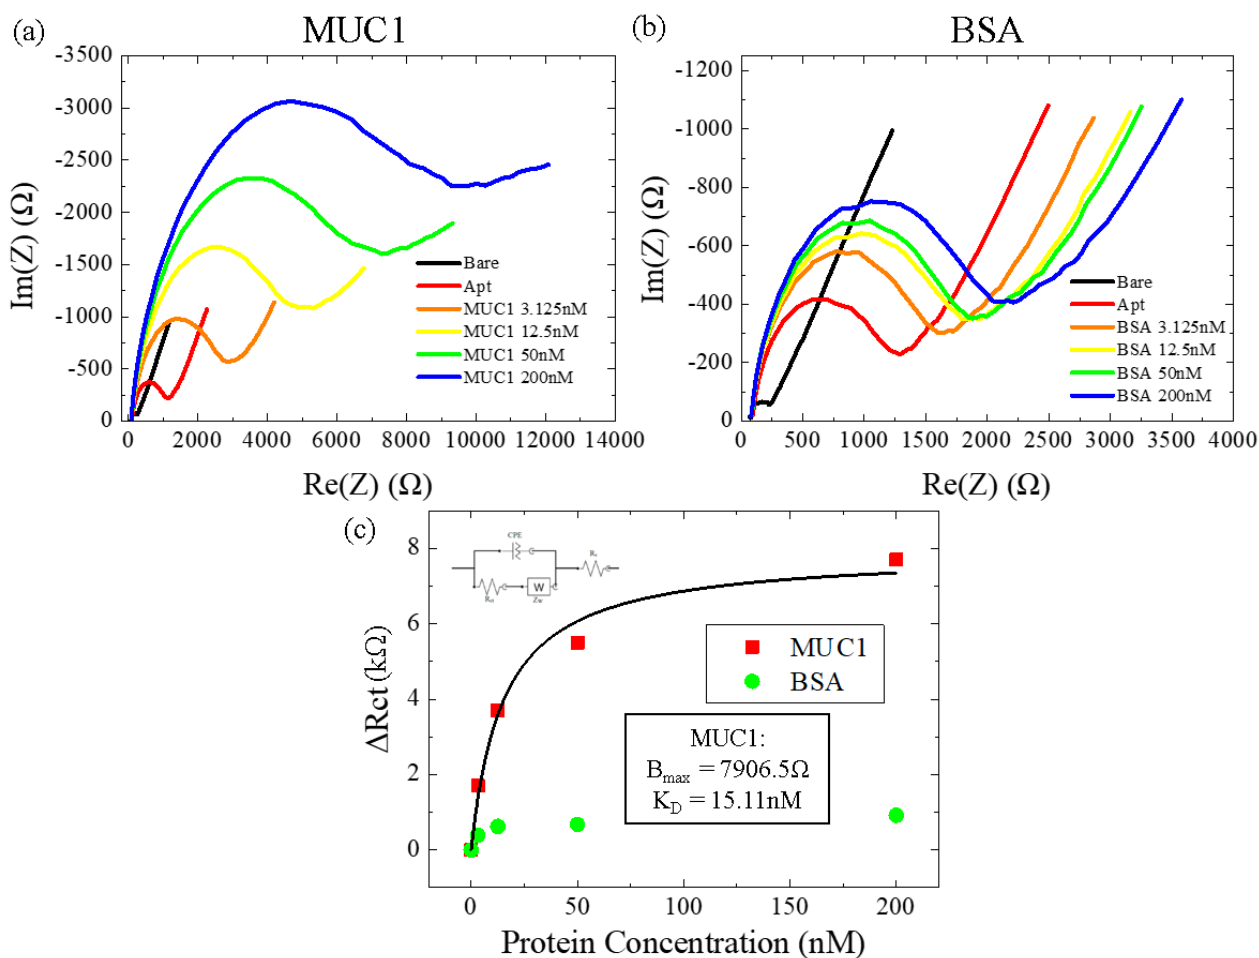 (a)
MUC1
Im(Z) (Ω)
-3500
-3000
-2500
-2000
-1500
-1000
-500
0
Bare
Apt
MUC1 3.125nM
MUC1 12.5nM
MUC1 50nM
MUC1 200nM
0 2000 4000 6000 8000 10000 12000 14000
Re(Z) (Ω)
(b)
BSA
Im(Z) (Ω)
-1200
-1000
-800
-600
-400
-200
0
Bare
Apt
BSA 3.125nM
BSA 12.5nM
BSA 50nM
BSA 200nM
0 500 1000 1500 2000 2500 3000 3500 4000
Re(Z) (Ω)
(c)
ΔRct (kΩ)
8
6
4
2
0
CPE
W
MUC1
BSA
MUC1:
Bmax = 7906.5Ω
KD = 15.11nM
0 50 100 150 200
Protein Concentration (nM)